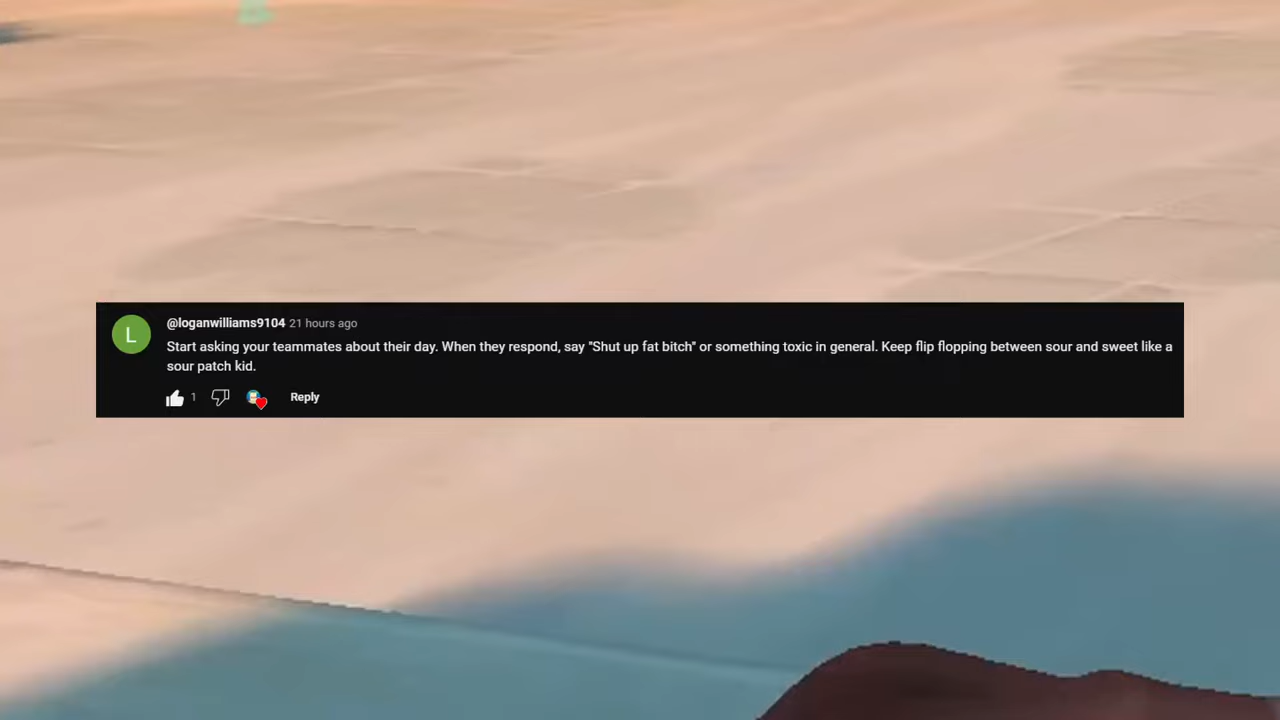 L
@loganwilliams9104 21 hours ago
Start asking your teammates about their day. When they respond, say "Shut up fat bitch" or something toxic in general. Keep flip flopping between sour and sweet like a
sour patch kid.
1 Reply